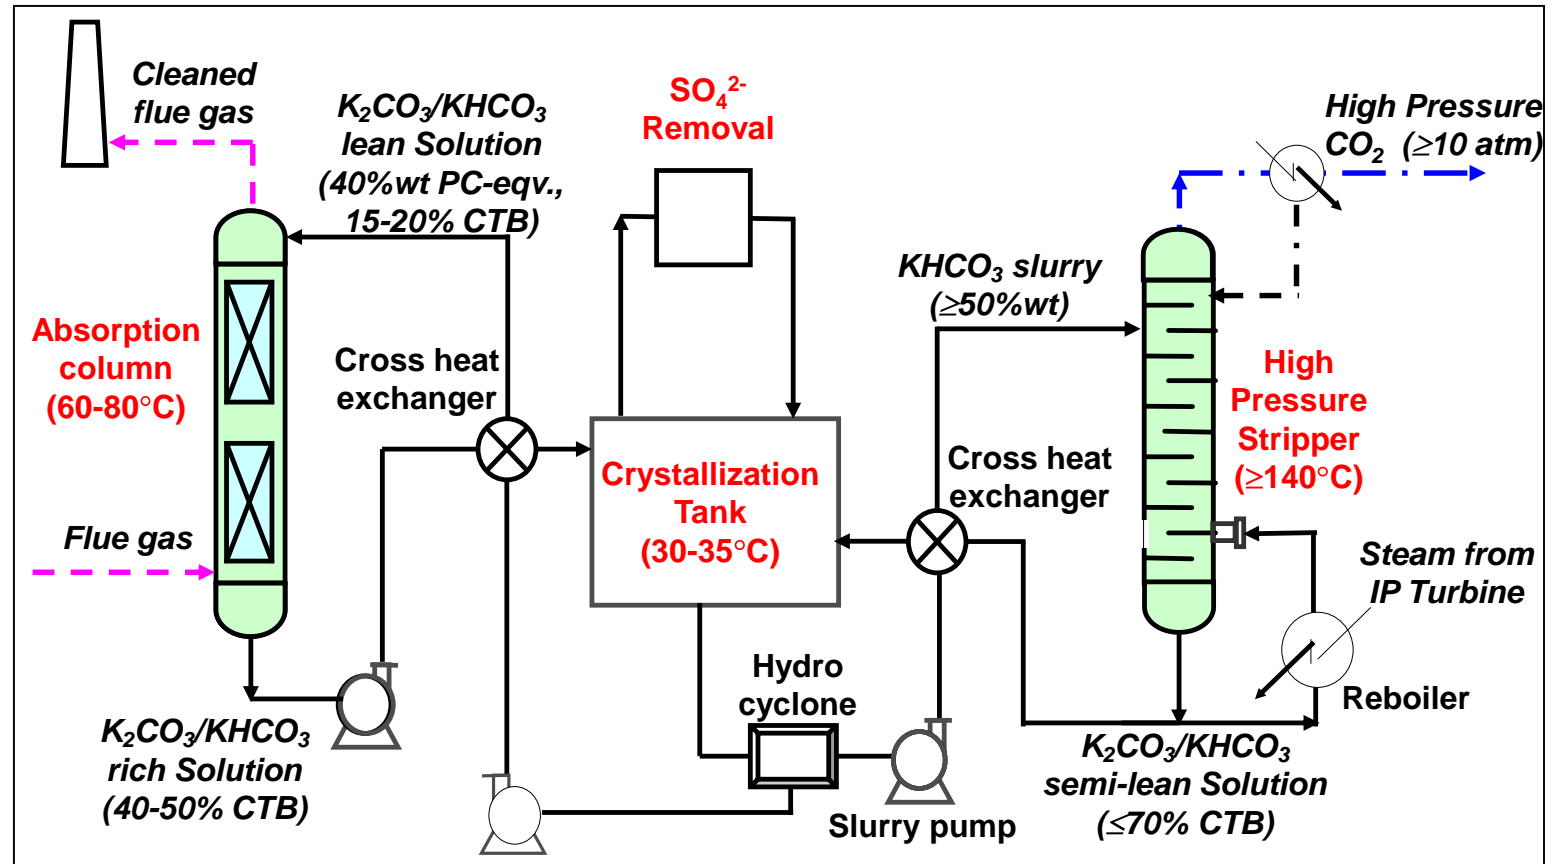 Cleaned
flue gas
K₂CO₃/KHCO₃
lean Solution
(40%wt PC-eqv.,
15-20% CTB)
SO₄²⁻
Removal
High Pressure
CO₂ (≥10 atm)
KHCO₃ slurry
(≥50%wt)
Absorption
column
(60-80°C)
Cross heat
exchanger
High
Pressure
Stripper
(≥140°C)
Crystallization
Tank
(30-35°C)
Cross heat
exchanger
Flue gas
Steam from
IP Turbine
Hydro
cyclone
Reboiler
K₂CO₃/KHCO₃
rich Solution
(40-50% CTB)
K₂CO₃/KHCO₃
semi-lean Solution
(≤70% CTB)
Slurry pump